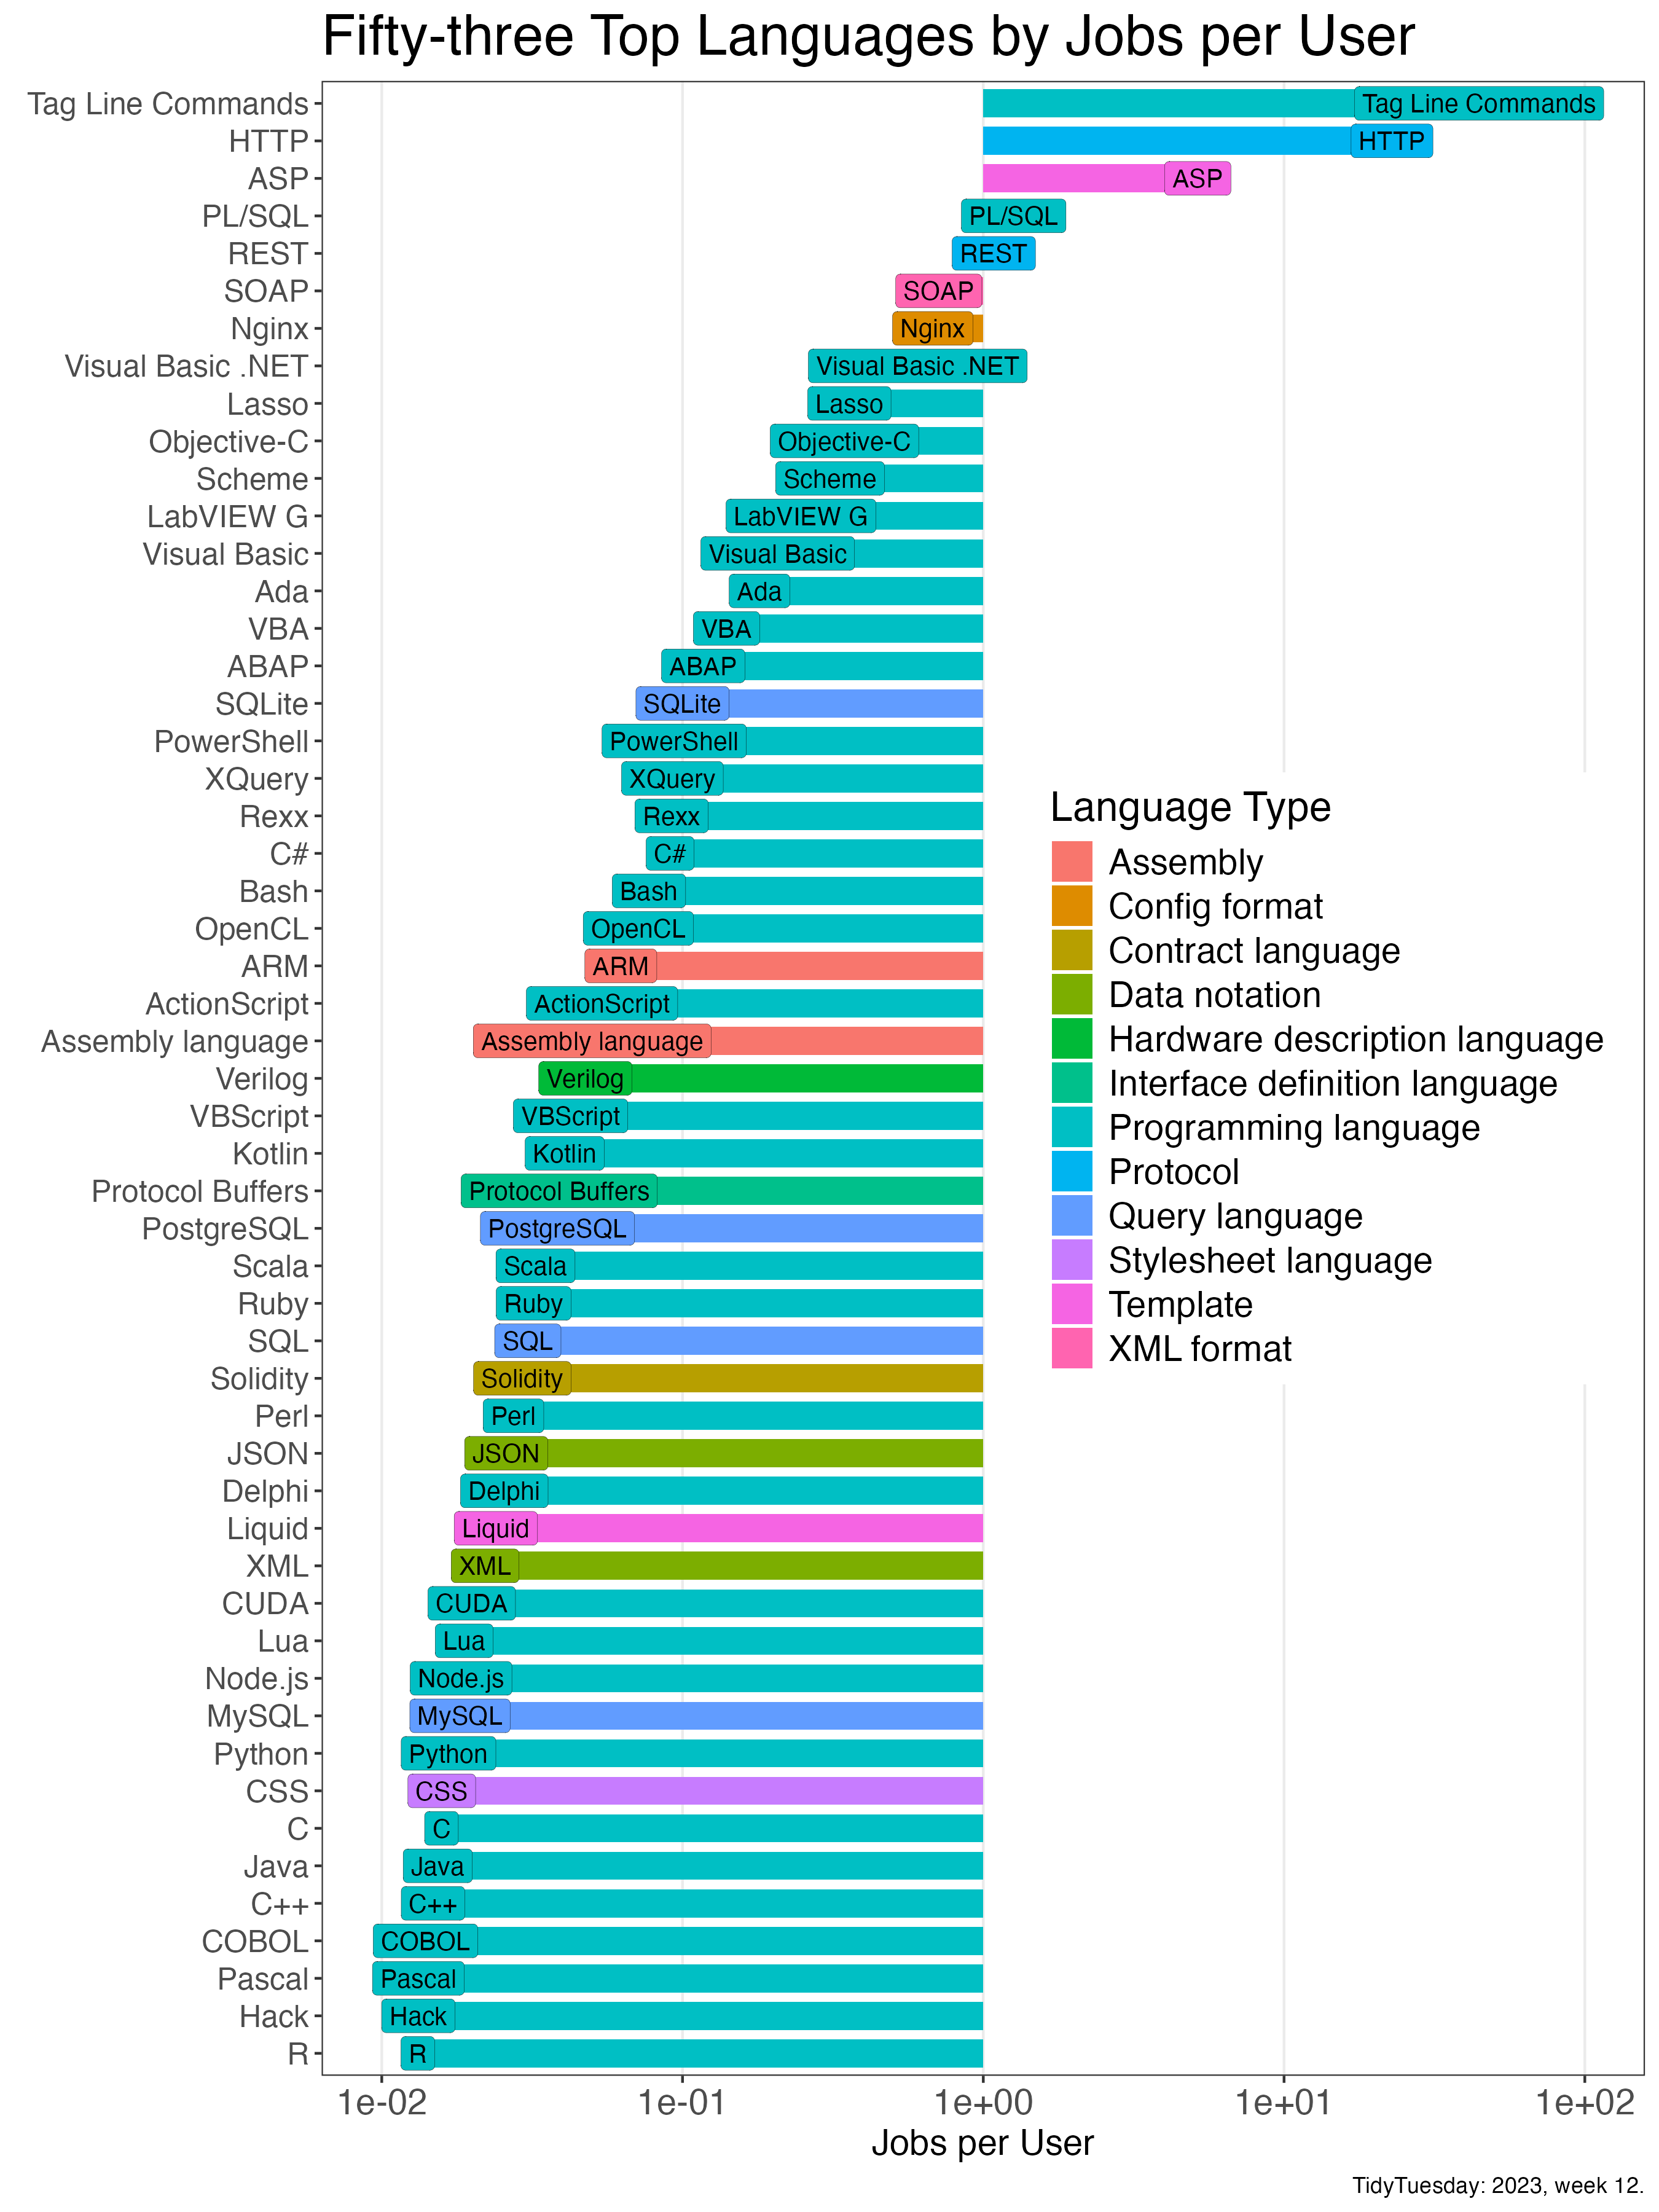 Fifty-three Top Languages by Jobs per User
Tag Line Commands Tag Line Commands
HTTP HTTP
ASP ASP
PL/SQL PL/SQL
REST REST
SOAP SOAP
Nginx Nginx
Visual Basic .NET Visual Basic .NET
Lasso Lasso
Objective-C Objective-C
Scheme Scheme
LabVIEW G LabVIEW G
Visual Basic Visual Basic
Ada Ada
VBA VBA
ABAP ABAP
SQLite SQLite
PowerShell PowerShell
XQuery XQuery
Rexx Rexx
C# C#
Bash Bash
OpenCL OpenCL
ARM ARM
ActionScript ActionScript
Assembly language Assembly language
Verilog Verilog
VBScript VBScript
Kotlin Kotlin
Protocol Buffers Protocol Buffers
PostgreSQL PostgreSQL
Scala Scala
Ruby Ruby
SQL SQL
Solidity Solidity
Perl Perl
JSON JSON
Delphi Delphi
Liquid Liquid
XML XML
CUDA CUDA
Lua Lua
Node.js Node.js
MySQL MySQL
Python Python
CSS CSS
C C
Java Java
C++ C++
COBOL COBOL
Pascal Pascal
Hack Hack
R R
Language Type
Assembly
Config format
Contract language
Data notation
Hardware description language
Interface definition language
Programming language
Protocol
Query language
Stylesheet language
Template
XML format
1e-02 1e-01 1e+00 1e+01 1e+02
Jobs per User
TidyTuesday: 2023, week 12.